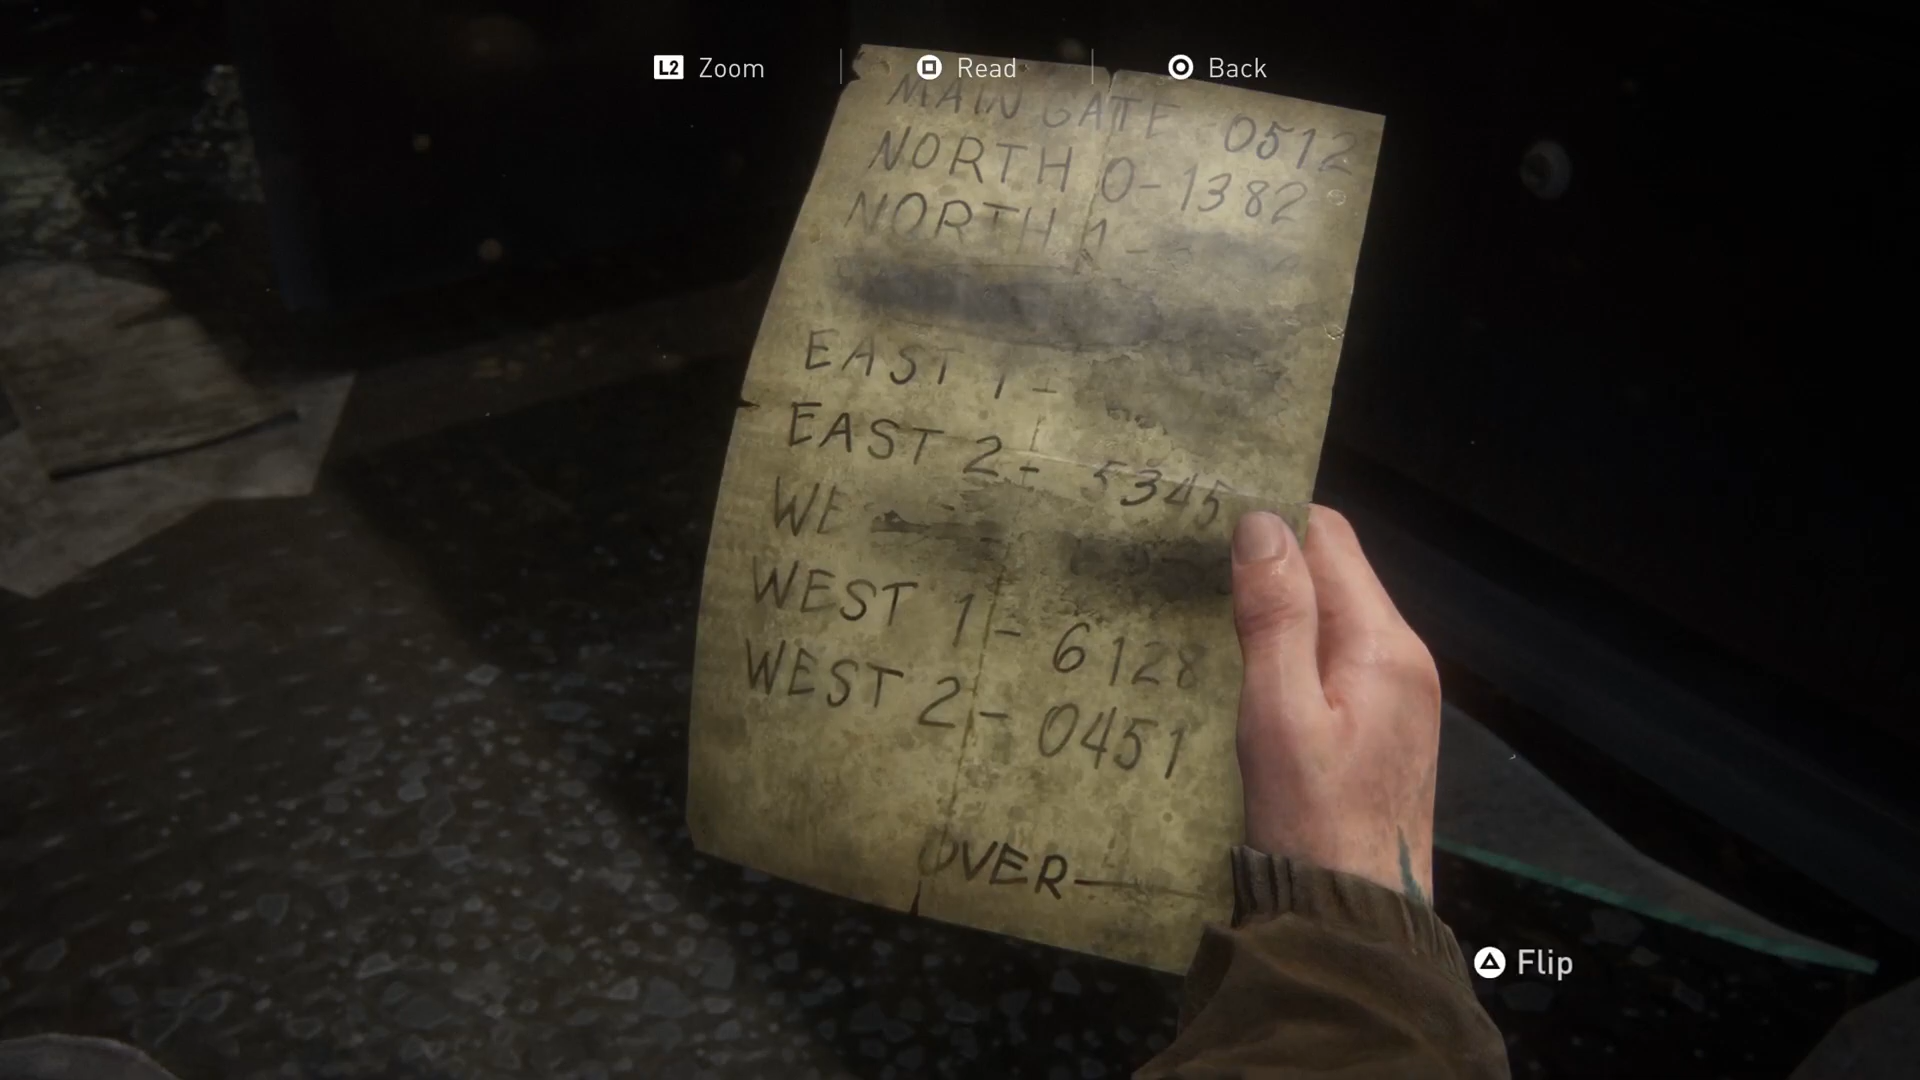 L2 Zoom Read Back
MAIN GATE 0512
NORTH 0-1382
NORTH 1-
EAST 1-
EAST 2- 5345
WE
WEST 1- 6128
WEST 2- 0451
OVER—
Flip